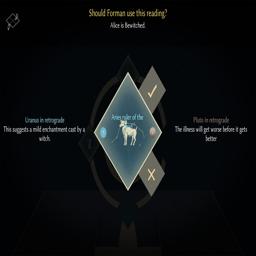 Should Forman use this reading?
Alice is Bewitched.
Aries ruler of the
Uranus in retrograde
This suggests a mild enchantment cast by a
witch.
Pluto in retrograde
The illness will get worse before it gets
better